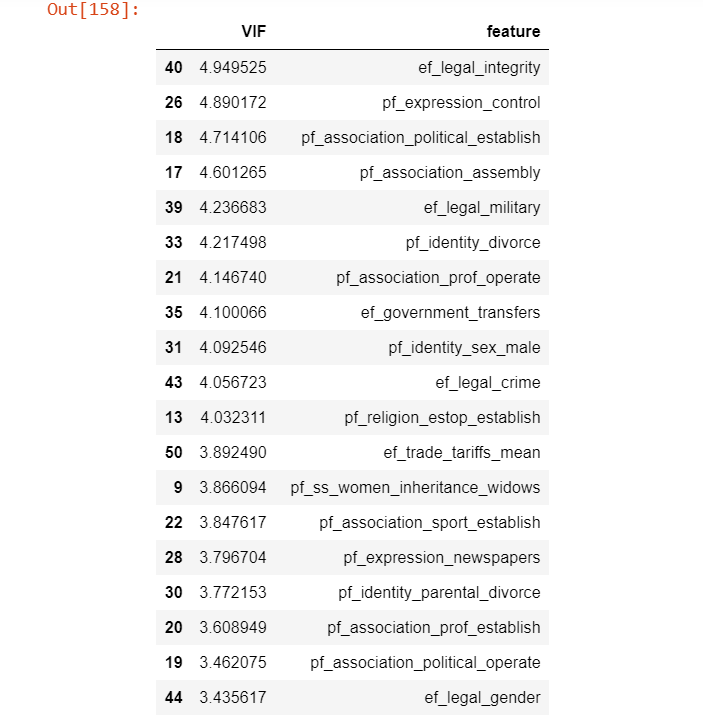 Out[158]:
VIF feature
40 4.949525 ef_legal_integrity
26 4.890172 pf_expression_control
18 4.714106 pf_association_political_establish
17 4.601265 pf_association_assembly
39 4.236683 ef_legal_military
33 4.217498 pf_identity_divorce
21 4.146740 pf_association_prof_operate
35 4.100066 ef_government_transfers
31 4.092546 pf_identity_sex_male
43 4.056723 ef_legal_crime
13 4.032311 pf_religion_estop_establish
50 3.892490 ef_trade_tariffs_mean
9 3.866094 pf_ss_women_inheritance_widows
22 3.847617 pf_association_sport_establish
28 3.796704 pf_expression_newspapers
30 3.772153 pf_identity_parental_divorce
20 3.608949 pf_association_prof_establish
19 3.462075 pf_association_political_operate
44 3.435617 ef_legal_gender